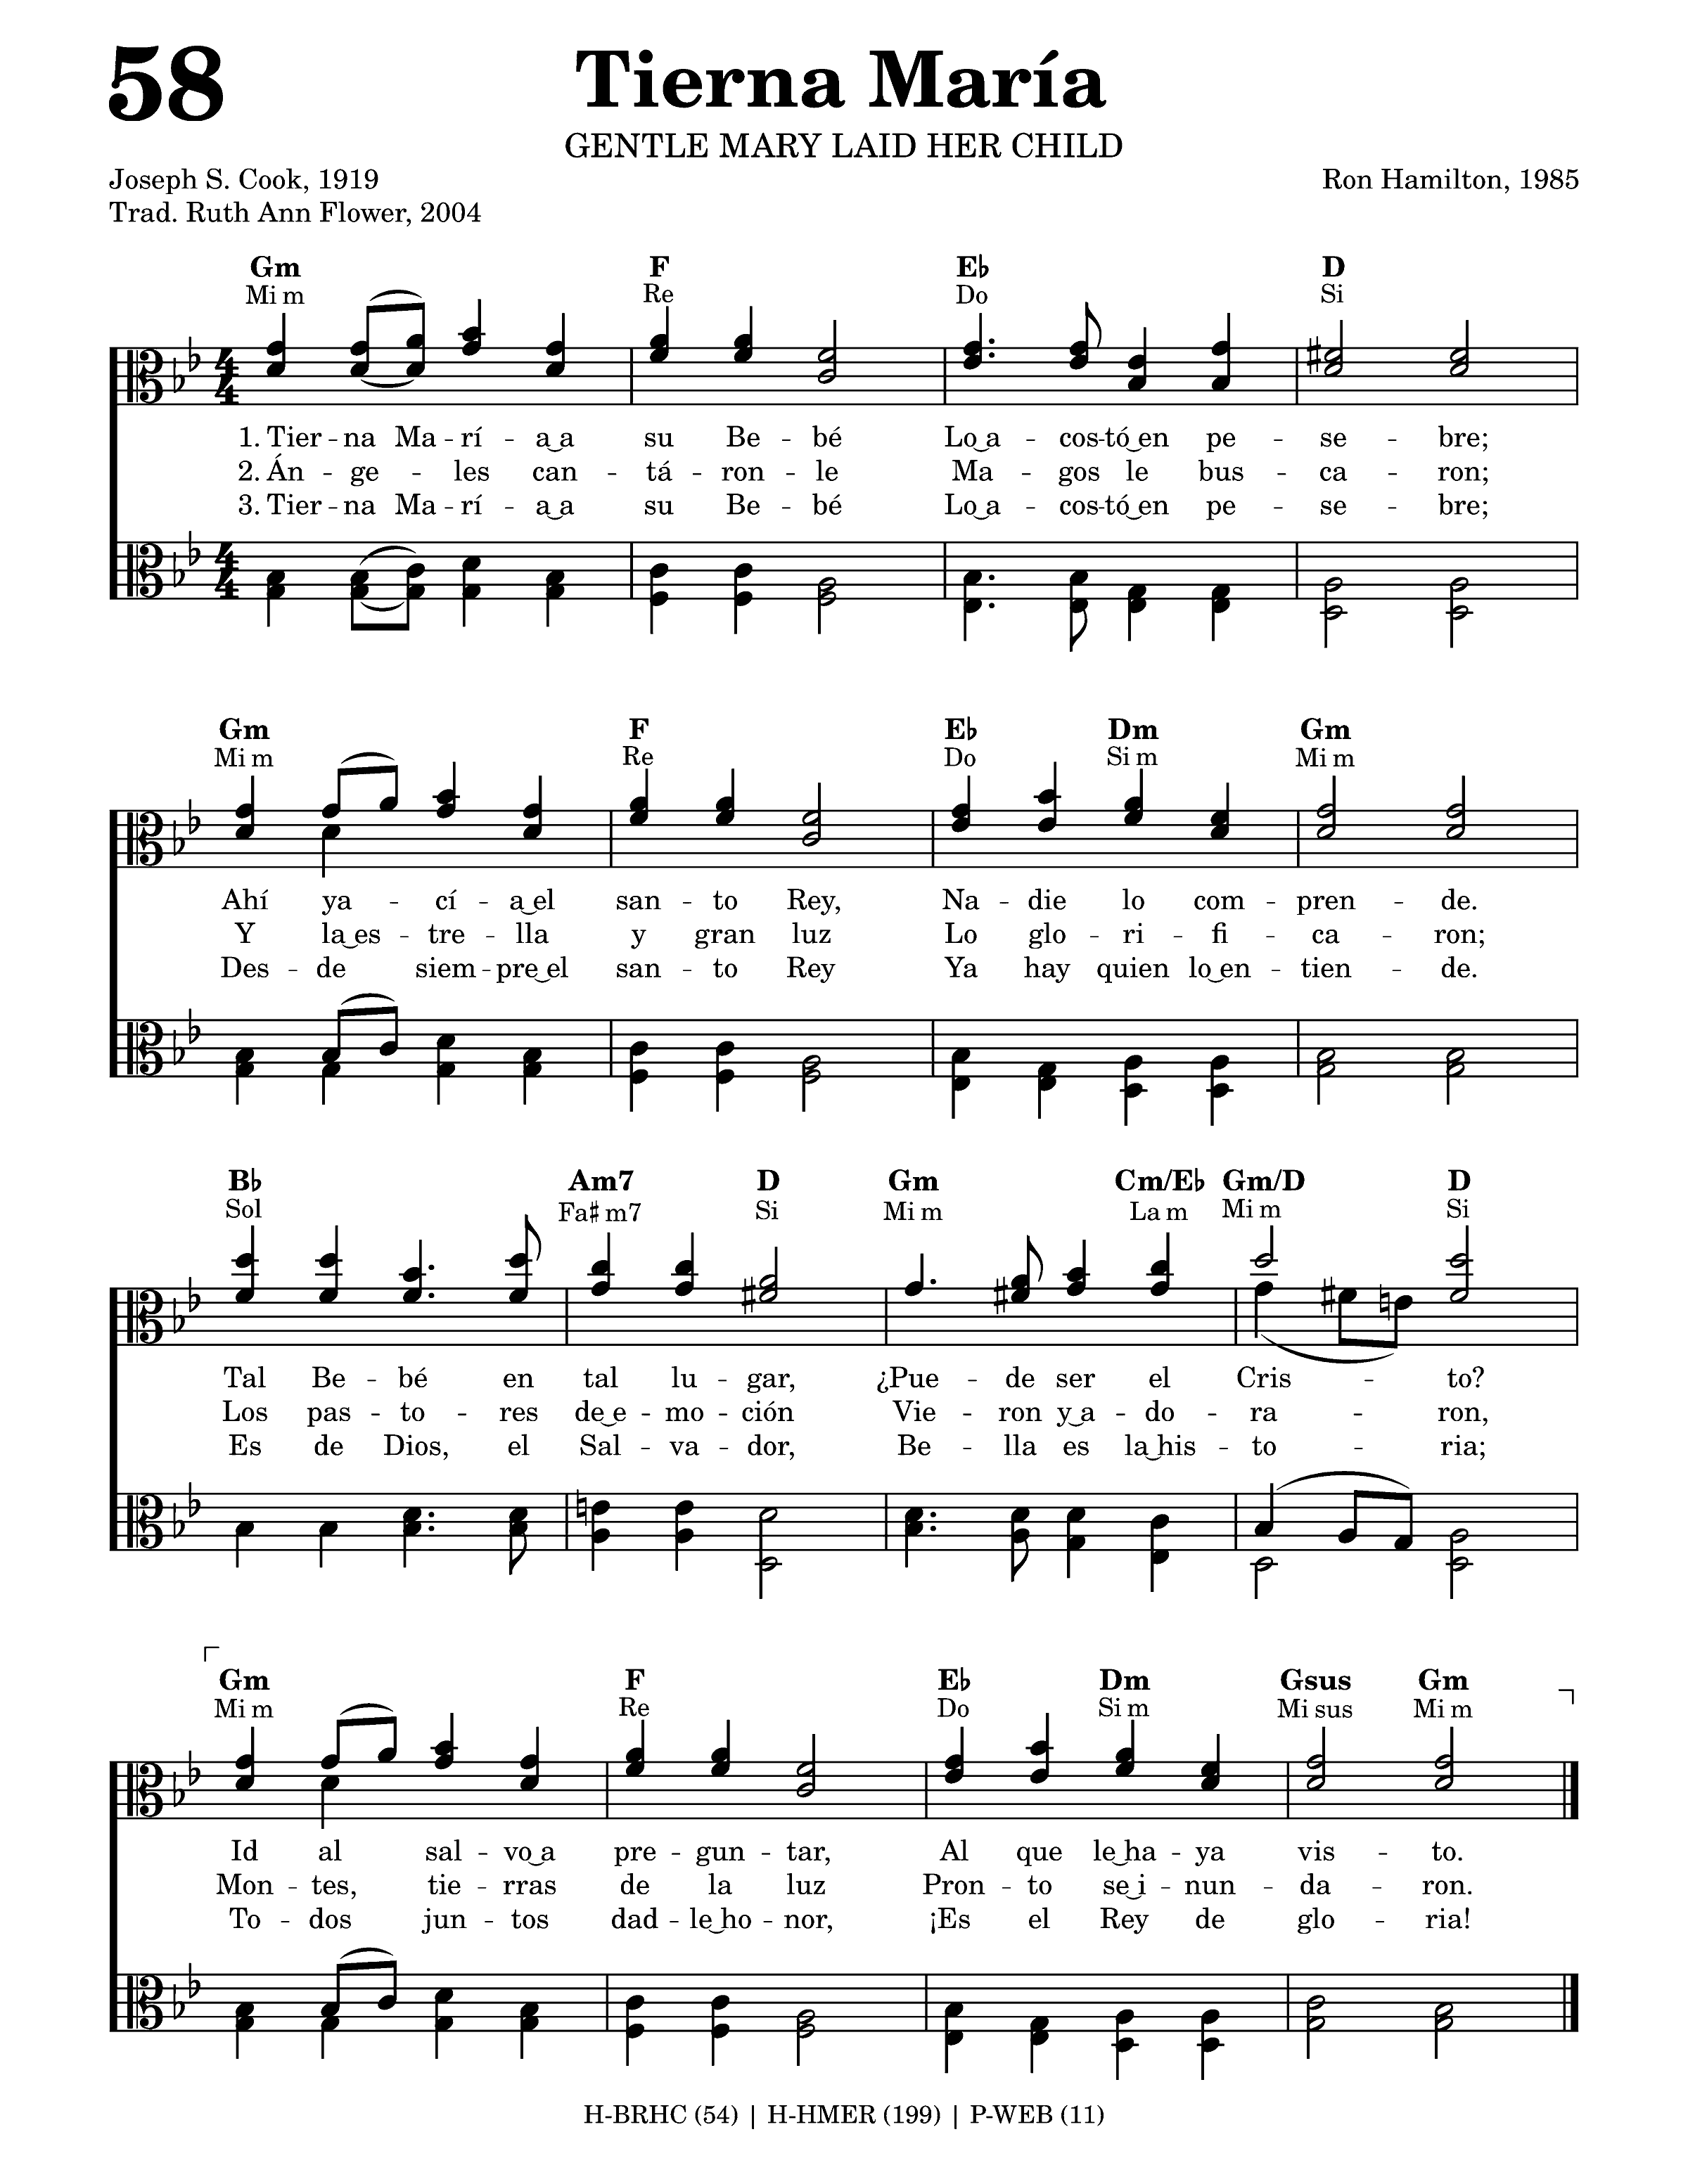 58
Tierna María
GENTLE MARY LAID HER CHILD
Joseph S. Cook, 1919
Ron Hamilton, 1985
Trad. Ruth Ann Flower, 2004
Gm F E♭ D
Mi m Re Do Si
1. Tier -- na Ma -- rí -- a‿a su Be -- bé Lo‿a -- cos -- tó‿en pe -- se -- bre;
2. Án -- ge -- les can -- tá -- ron -- le Ma -- gos le bus -- ca -- ron;
3. Tier -- na Ma -- rí -- a‿a su Be -- bé Lo‿a -- cos -- tó‿en pe -- se -- bre;
Gm F E♭ Dm Gm
Mi m Re Do Si m Mi m
Ahí ya -- cí -- a‿el san -- to Rey, Na -- die lo com -- pren -- de.
Y la‿es -- tre -- lla y gran luz Lo glo -- ri -- fi -- ca -- ron;
Des -- de siem -- pre‿el san -- to Rey Ya hay quien lo‿en -- tien -- de.
B♭ Am7 D Gm Cm/E♭ Gm/D D
Sol Fa♯ m7 Si Mi m La m Mi m Si
Tal Be -- bé en tal lu -- gar, ¿Pue -- de ser el Cris -- to?
Los pas -- to -- res de‿e -- mo -- ción Vie -- ron y‿a -- do -- ra -- ron,
Es de Dios, el Sal -- va -- dor, Be -- lla es la‿his -- to -- ria;
Gm F E♭ Dm Gsus Gm
Mi m Re Do Si m Mi sus Mi m
Id al sal -- vo‿a pre -- gun -- tar, Al que le‿ha -- ya vis -- to.
Mon -- tes, tie -- rras de la luz Pron -- to se‿i -- nun -- da -- ron.
To -- dos jun -- tos dad -- le‿ho -- nor, ¡Es el Rey de glo -- ria!
H-BRHC (54) | H-HMER (199) | P-WEB (11)